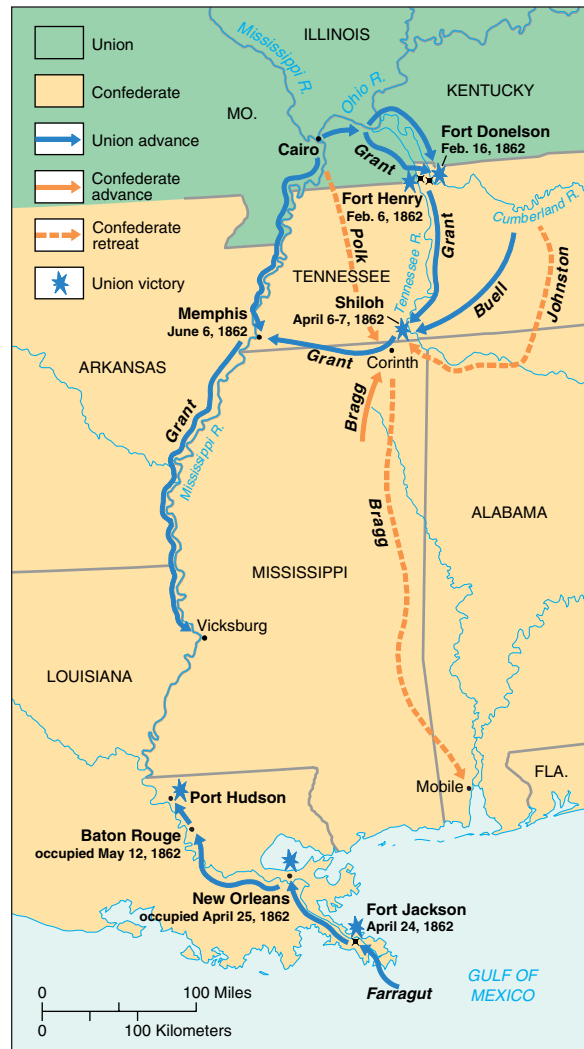 Union
Confederate
Union advance
Confederate
advance
Confederate
retreat
Union victory
ILLINOIS
Mississippi R.
Ohio R.
KENTUCKY
MO.
Cairo
Grant
Fort Donelson
Feb. 16, 1862
Fort Henry
Feb. 6, 1862
Cumberland R.
Polk
Tennessee R.
Grant
TENNESSEE
Buell
Johnston
Shiloh
April 6-7, 1862
Memphis
June 6, 1862
Grant
Corinth
ARKANSAS
Grant
Mississippi R.
Bragg
Bragg
ALABAMA
MISSISSIPPI
Vicksburg
LOUISIANA
Mobile
FLA.
Port Hudson
Baton Rouge
occupied May 12, 1862
New Orleans
occupied April 25, 1862
Fort Jackson
April 24, 1862
Farragut
GULF OF
MEXICO
0 100 Miles
0 100 Kilometers